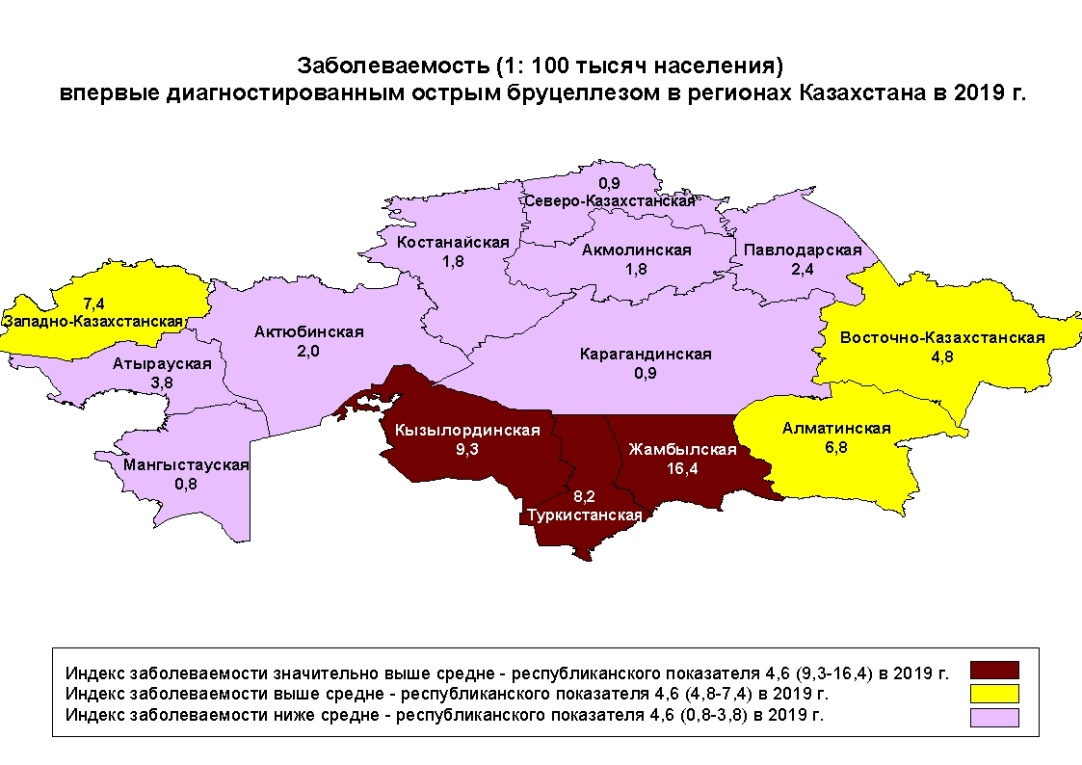 Заболеваемость (1: 100 тысяч населения)
впервые диагностированным острым бруцеллезом в регионах Казахстана в 2019 г.
0,9
Северо-Казахстанская
Костанайская
1,8
Акмолинская
1,8
Павлодарская
2,4
7,4
Западно-Казахстанская
Актюбинская
2,0
Восточно-Казахстанская
4,8
Атырауская
3,8
Карагандинская
0,9
Кызылординская
9,3
Алматинская
6,8
Жамбылская
16,4
Мангыстауская
0,8
8,2
Туркистанская
Индекс заболеваемости значительно выше средне - республиканского показателя 4,6 (9,3-16,4) в 2019 г.
Индекс заболеваемости выше средне - республиканского показателя 4,6 (4,8-7,4) в 2019 г.
Индекс заболеваемости ниже средне - республиканского показателя 4,6 (0,8-3,8) в 2019 г.